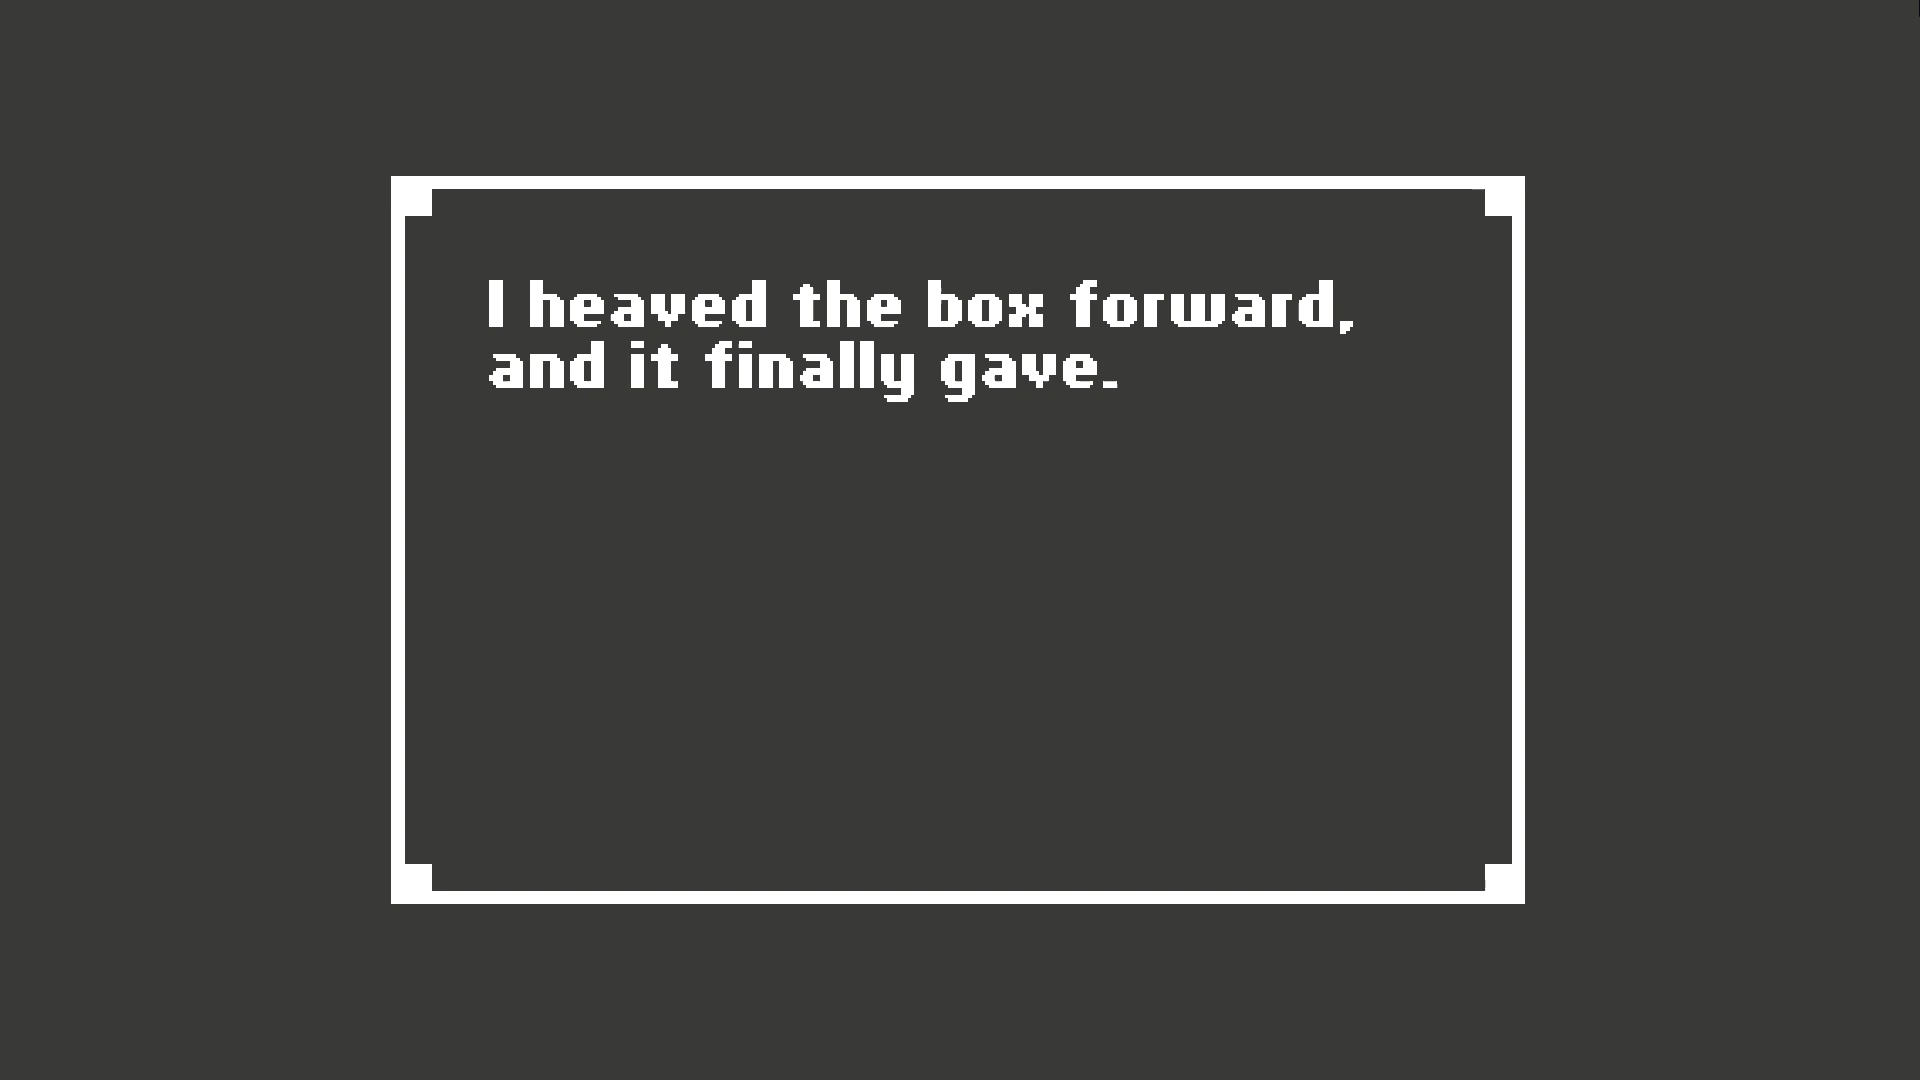 I heaved the box forward,
and it finally gave.